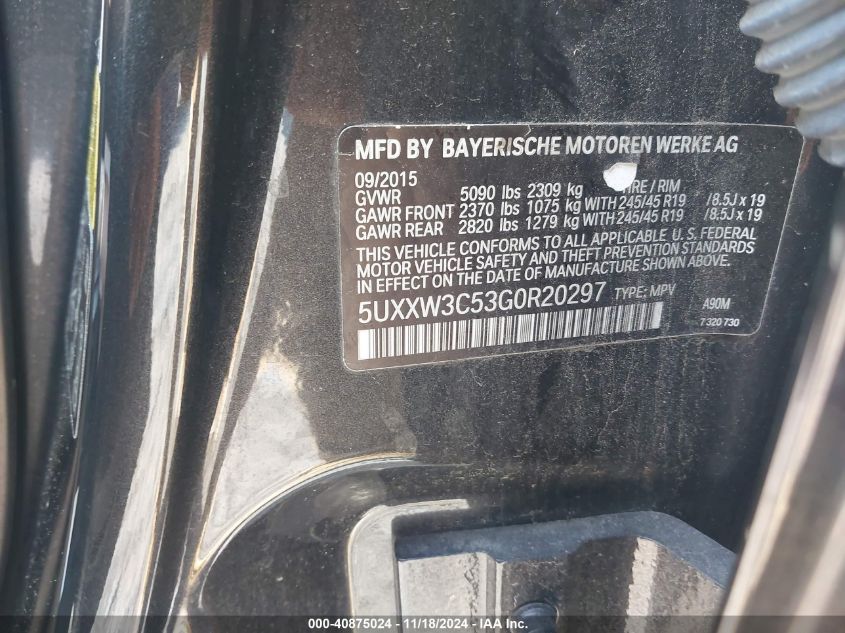 MFD BY BAYERISCHE MOTOREN WERKE AG
09/2015
GVWR 5090 lbs 2309 kg RE / RIM
GAWR FRONT 2370 lbs 1075 kg WITH 245/45 R19 /8.5J x 19
GAWR REAR 2820 lbs 1279 kg WITH 245/45 R19 /8.5J x 19
THIS VEHICLE CONFORMS TO ALL APPLICABLE U. S. FEDERAL
MOTOR VEHICLE SAFETY AND THEFT PREVENTION STANDARDS
IN EFFECT ON THE DATE OF MANUFACTURE SHOWN ABOVE.
5UXXW3C53G0R20297 TYPE: MPV A90M
7 320 730
000-40875024 - 11/18/2024 - IAA Inc.